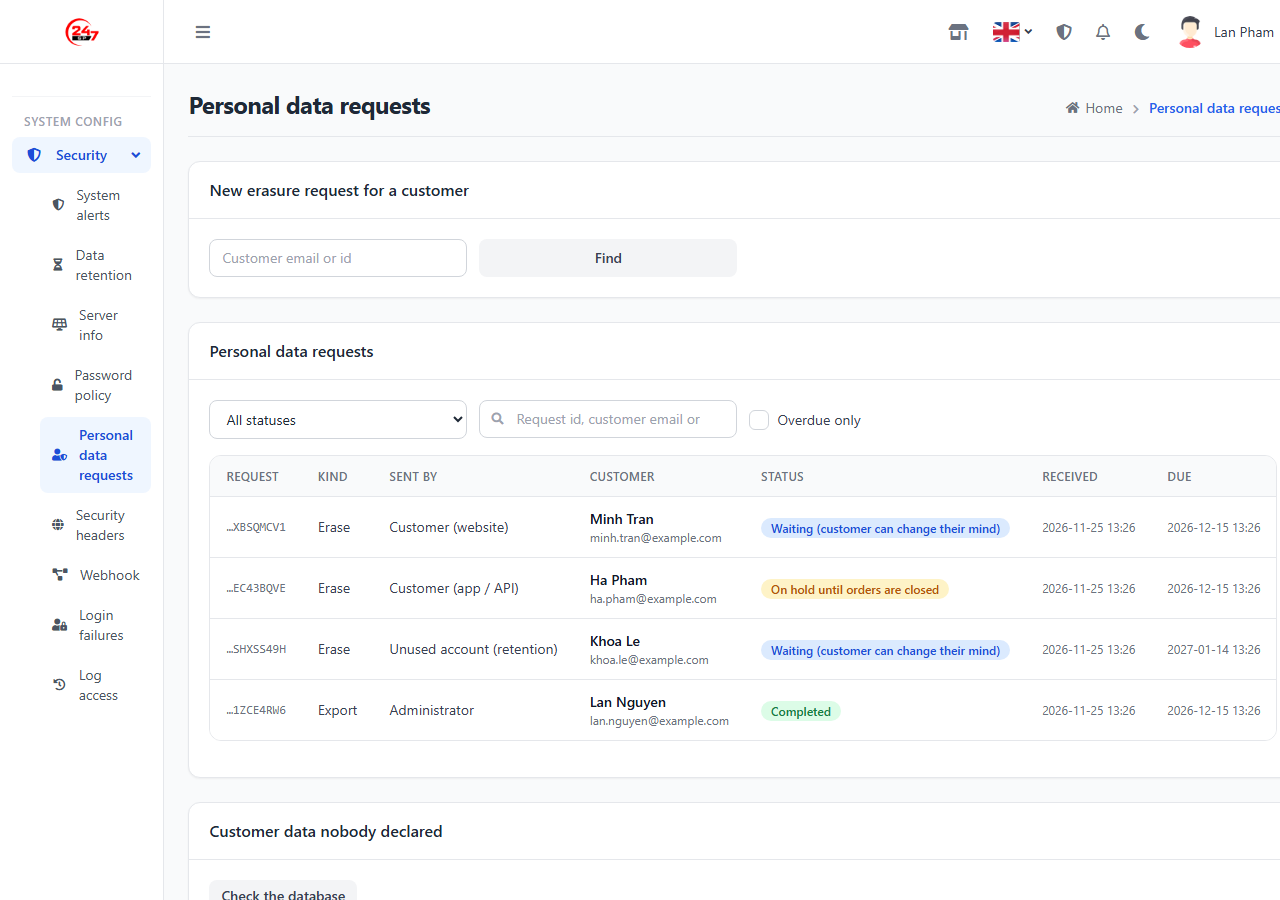 247
GP
Lan Pham
SYSTEM CONFIG
Security
System alerts
Data retention
Server info
Password policy
Personal data requests
Security headers
Webhook
Login failures
Log access
Personal data requests
Home
Personal data reques
New erasure request for a customer
Customer email or id
Find
Personal data requests
All statuses
Request id, customer email or
Overdue only
REQUEST KIND SENT BY CUSTOMER STATUS RECEIVED DUE
…XBSQMCV1 Erase Customer (website) Minh Tran minh.tran@example.com Waiting (customer can change their mind) 2026-11-25 13:26 2026-12-15 13:26
…EC43BQVE Erase Customer (app / API) Ha Pham ha.pham@example.com On hold until orders are closed 2026-11-25 13:26 2026-12-15 13:26
…SHXSS49H Erase Unused account (retention) Khoa Le khoa.le@example.com Waiting (customer can change their mind) 2026-11-25 13:26 2027-01-14 13:26
…1ZCE4RW6 Export Administrator Lan Nguyen lan.nguyen@example.com Completed 2026-11-25 13:26 2026-12-15 13:26
Customer data nobody declared
Check the database